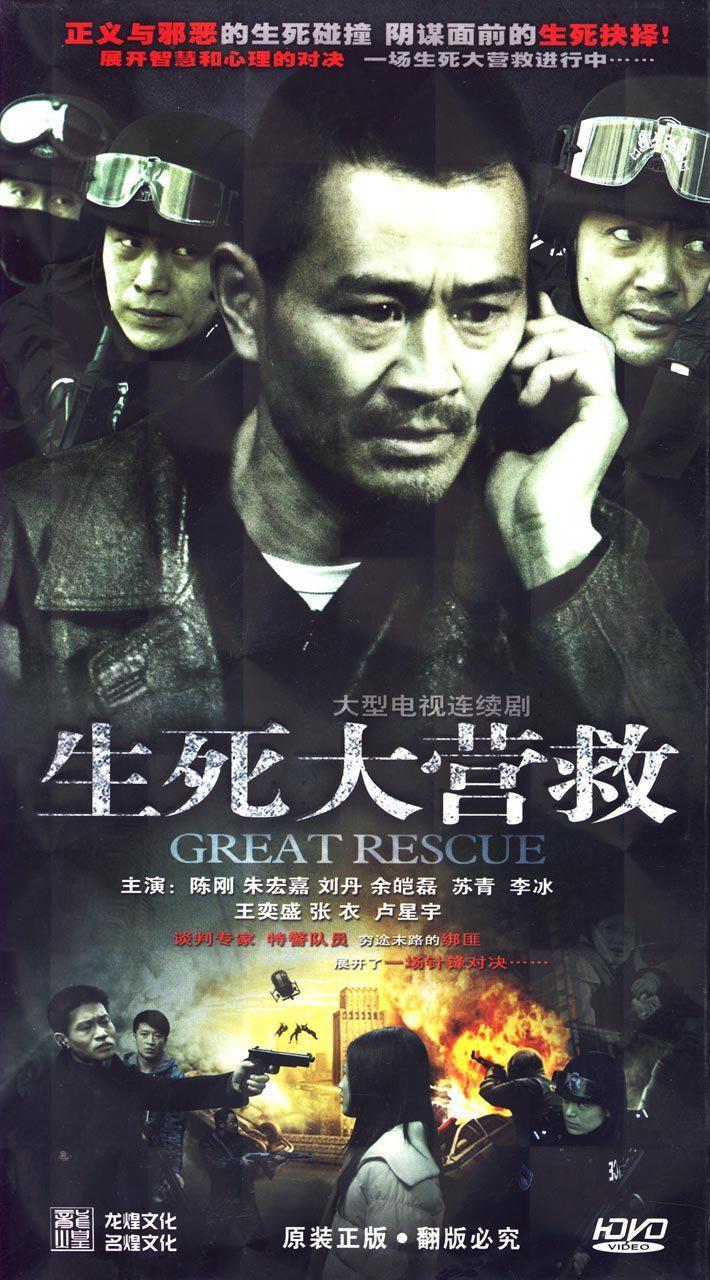 正义与邪恶的生死碰撞 阴谋面前的生死抉择!
展开智慧和心理的对决 一场生死大营救进行中……
大型电视连续剧
生死大营救
GREAT RESCUE
主演：陈刚 朱宏嘉 刘丹 余皑磊 苏青 李冰
王奕盛 张衣 卢星宇
谈判专家 特警队员 穷途末路的绑匪
展开了一场针锋对决……
龙煌文化
名煌文化
原装正版•翻版必究
HDVD
VIDEO